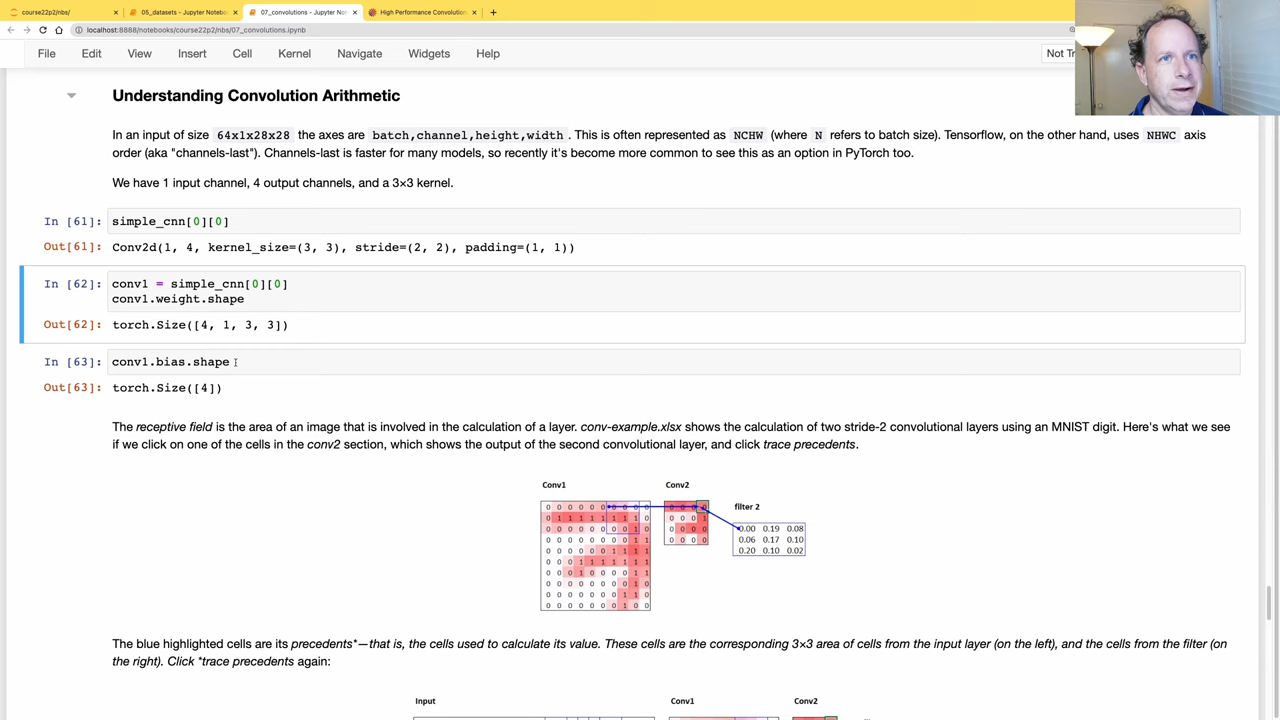 course22p2/nbs/
05_datasets - Jupyter Noteb
07_convolutions - Jupyter Not
High Performance Convolution
localhost:8888/notebooks/course22p2/nbs/07_convolutions.ipynb
File Edit View Insert Cell Kernel Navigate Widgets Help
Not Tr
Understanding Convolution Arithmetic
In an input of size 64x1x28x28 the axes are batch,channel,height,width. This is often represented as NCHW (where N refers to batch size). Tensorflow, on the other hand, uses NHWC axis
order (aka "channels-last"). Channels-last is faster for many models, so recently it's become more common to see this as an option in PyTorch too.
We have 1 input channel, 4 output channels, and a 3×3 kernel.
In [61]: simple_cnn[0][0]
Out[61]: Conv2d(1, 4, kernel_size=(3, 3), stride=(2, 2), padding=(1, 1))
In [62]: conv1 = simple_cnn[0][0]
conv1.weight.shape
Out[62]: torch.Size([4, 1, 3, 3])
In [63]: conv1.bias.shape
Out[63]: torch.Size([4])
The receptive field is the area of an image that is involved in the calculation of a layer. conv-example.xlsx shows the calculation of two stride-2 convolutional layers using an MNIST digit. Here's what we see
if we click on one of the cells in the conv2 section, which shows the output of the second convolutional layer, and click trace precedents.
Conv1 Conv2
filter 2
0.00 0.19 0.08
0.06 0.17 0.10
0.20 0.10 0.02
The blue highlighted cells are its precedents*—that is, the cells used to calculate its value. These cells are the corresponding 3×3 area of cells from the input layer (on the left), and the cells from the filter (on
the right). Click *trace precedents again:
Input Conv1 Conv2